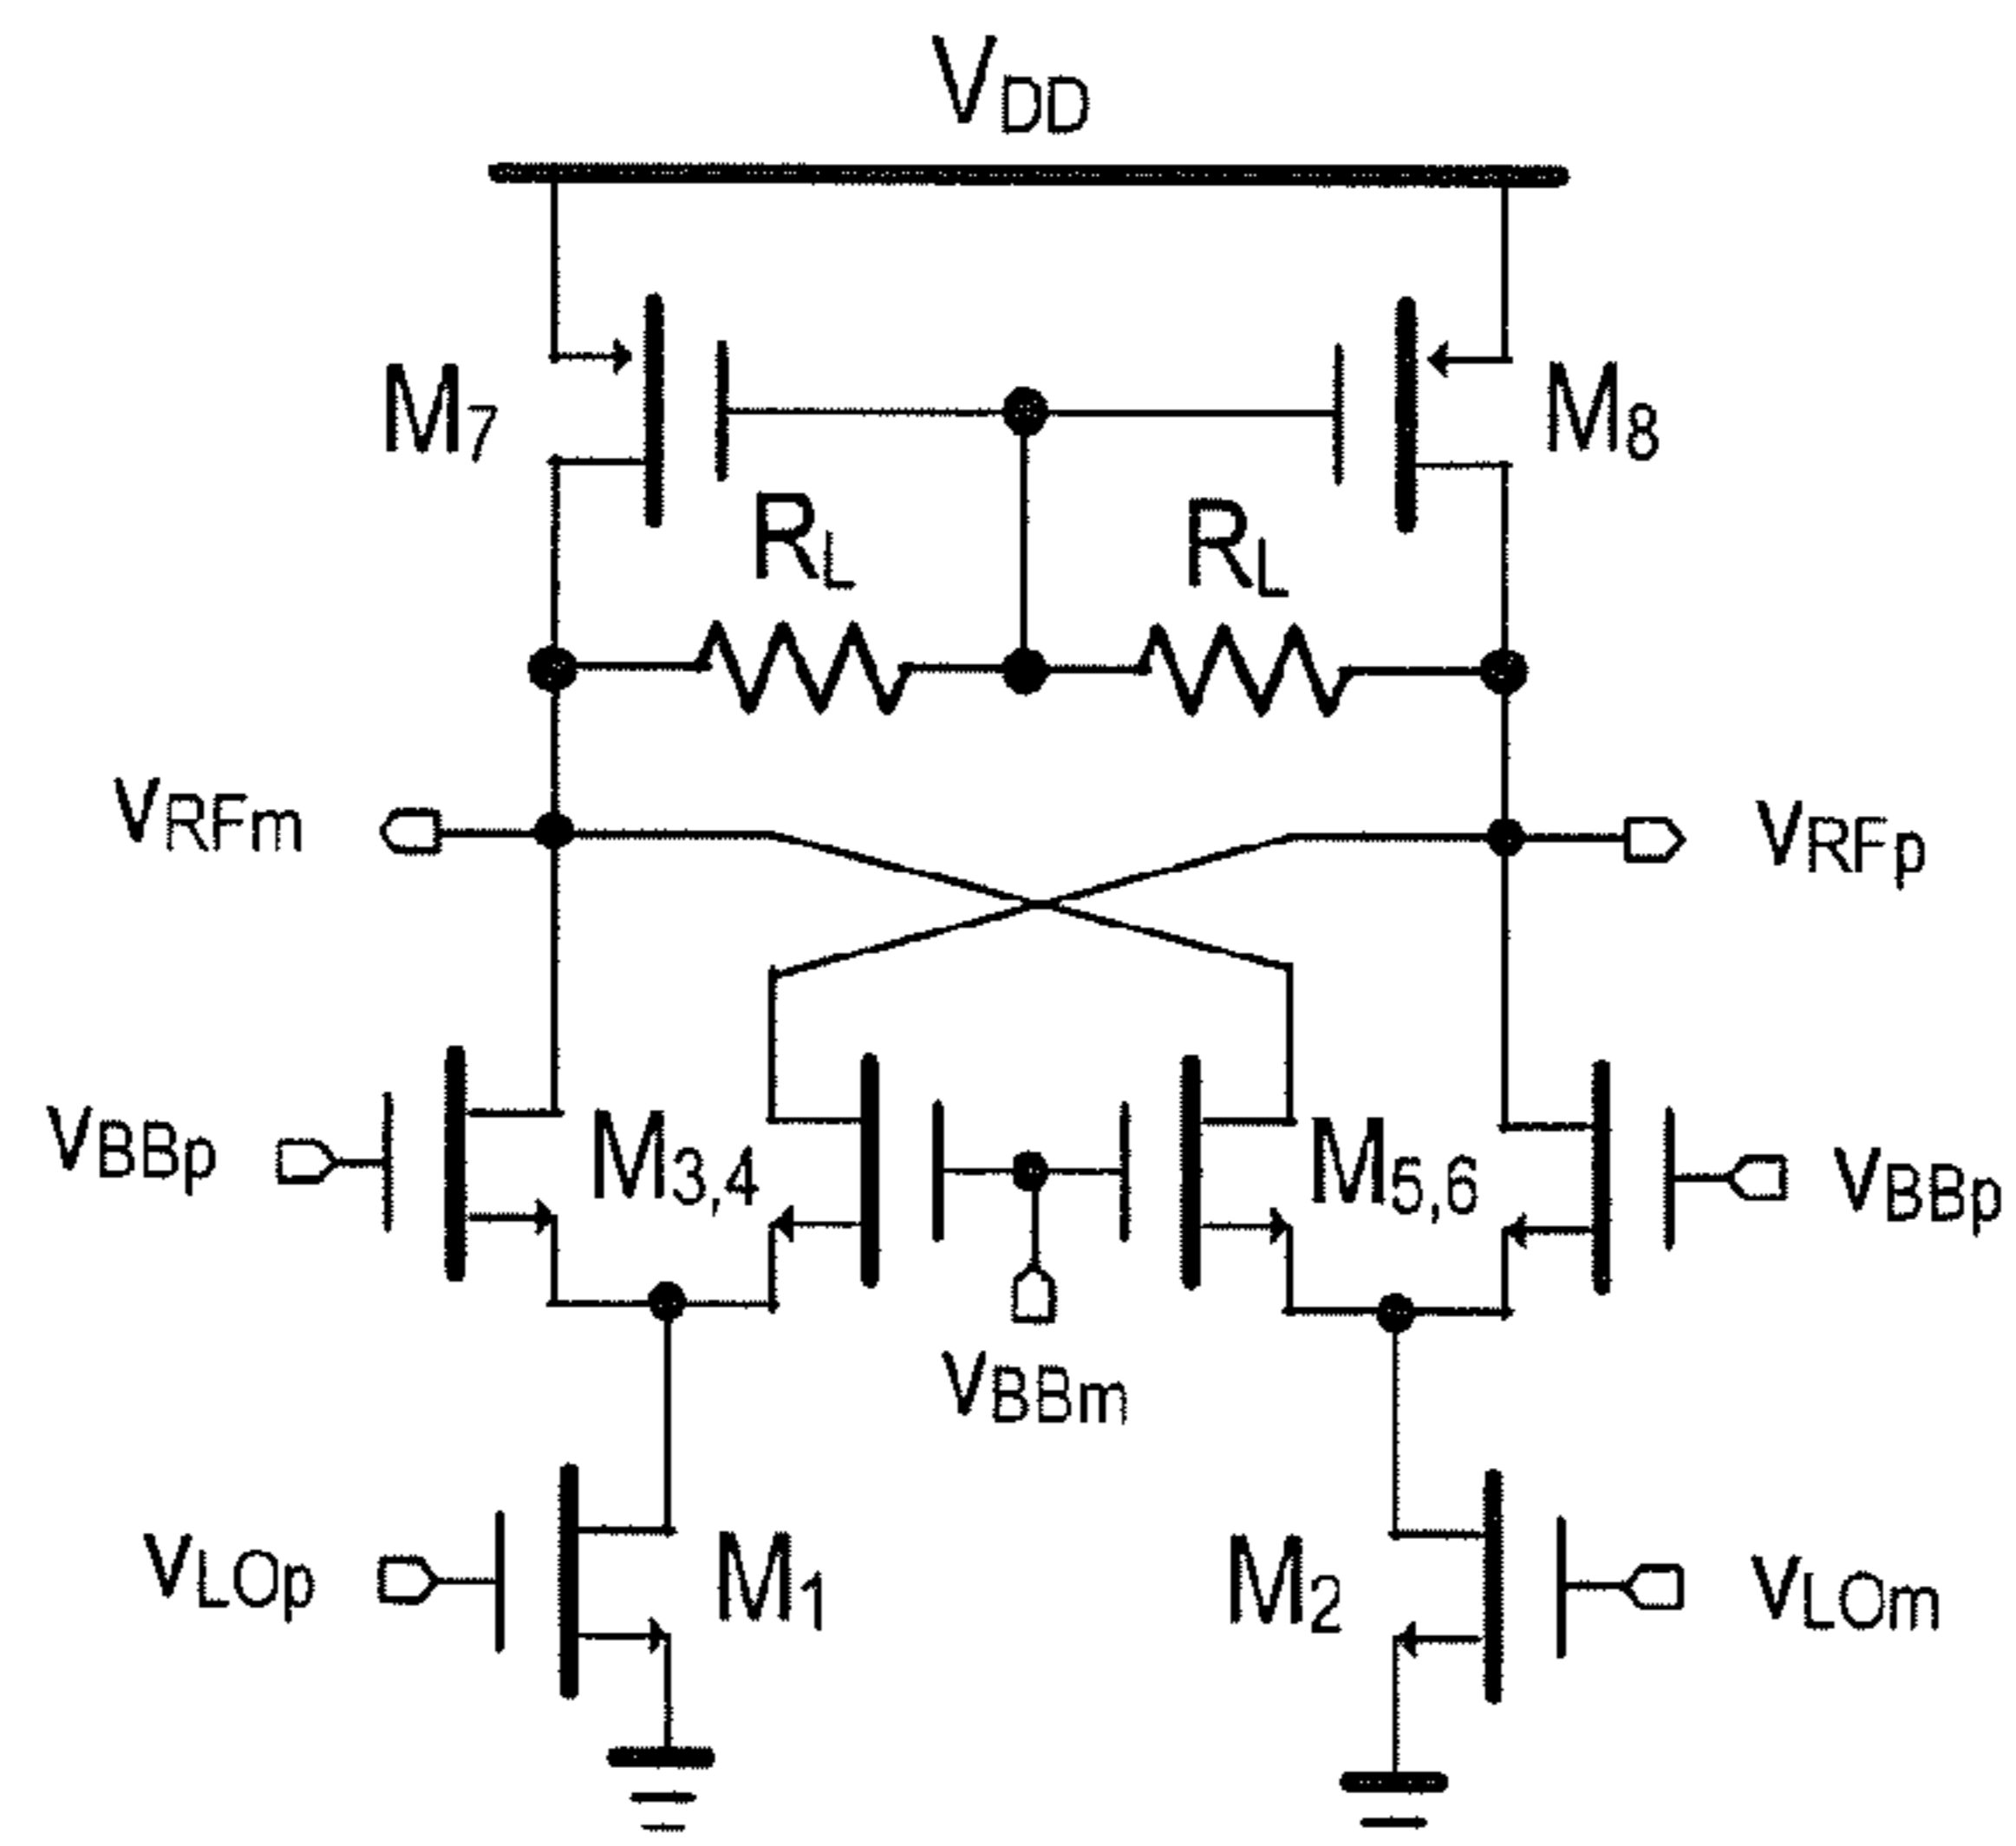 VDD
M7
M8
RL
RL
VRFm
VRFp
VBBp
M3,4
M5,6
VBBp
VBBm
VLOp
M1
M2
VLOm